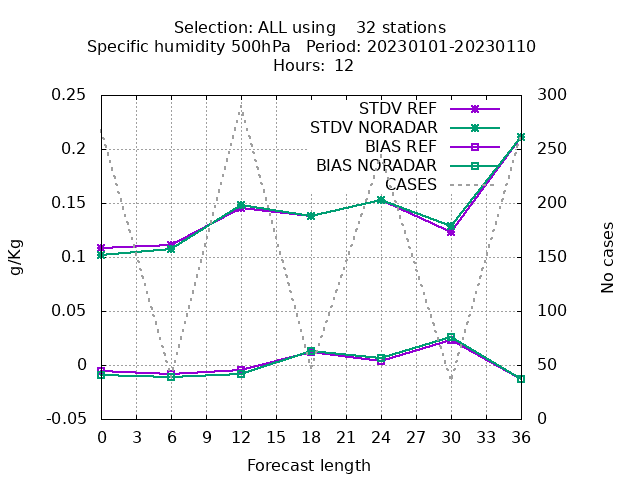 Selection: ALL using    32 stations
Specific humidity 500hPa   Period: 20230101-20230110
Hours: 12
g/Kg
0.25
0.2
0.15
0.1
0.05
0
-0.05
STDV REF
STDV NORADAR
BIAS REF
BIAS NORADAR
CASES
300
250
200
150
100
50
0
No cases
0 3 6 9 12 15 18 21 24 27 30 33 36
Forecast length